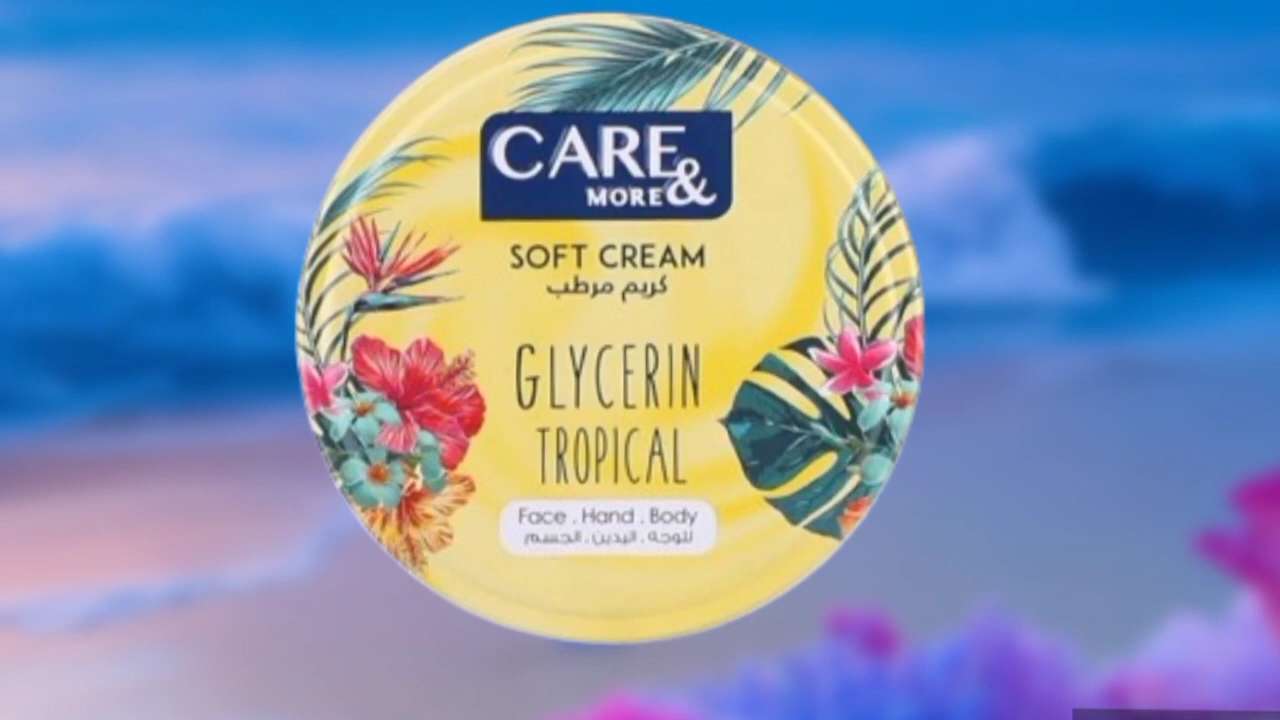 CARE &
MORE
SOFT CREAM
كريم مرطب
GLYCERIN
TROPICAL
Face . Hand . Body
للوجه . اليدين . الجسم